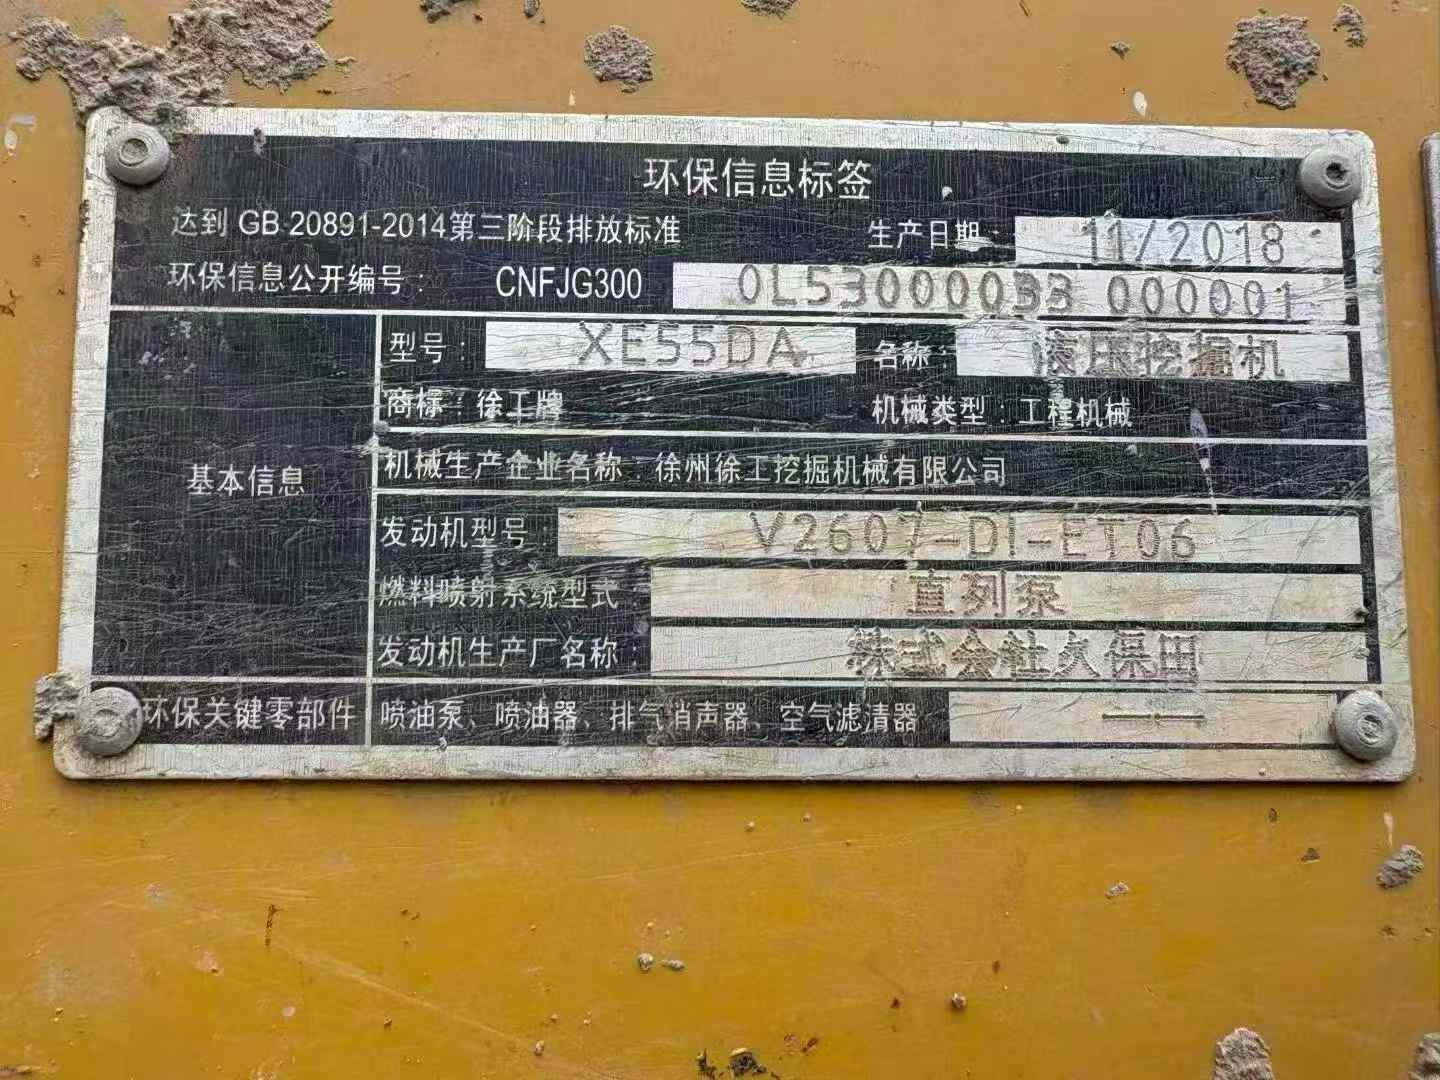 环保信息标签
达到 GB 20891-2014第三阶段排放标准 生产日期: 11/2018
环保信息公开编号: CNFJG300 0L53000033 000001
基本信息
型号: XE55DA 名称: 液压挖掘机
商标: 徐工牌 机械类型: 工程机械
机械生产企业名称: 徐州徐工挖掘机械有限公司
发动机型号: V2607-DI-ET06
燃料喷射系统型式 直列泵
发动机生产厂名称: 株式会社久保田
环保关键零部件 喷油泵、喷油器、排气消声器、空气滤清器 ——